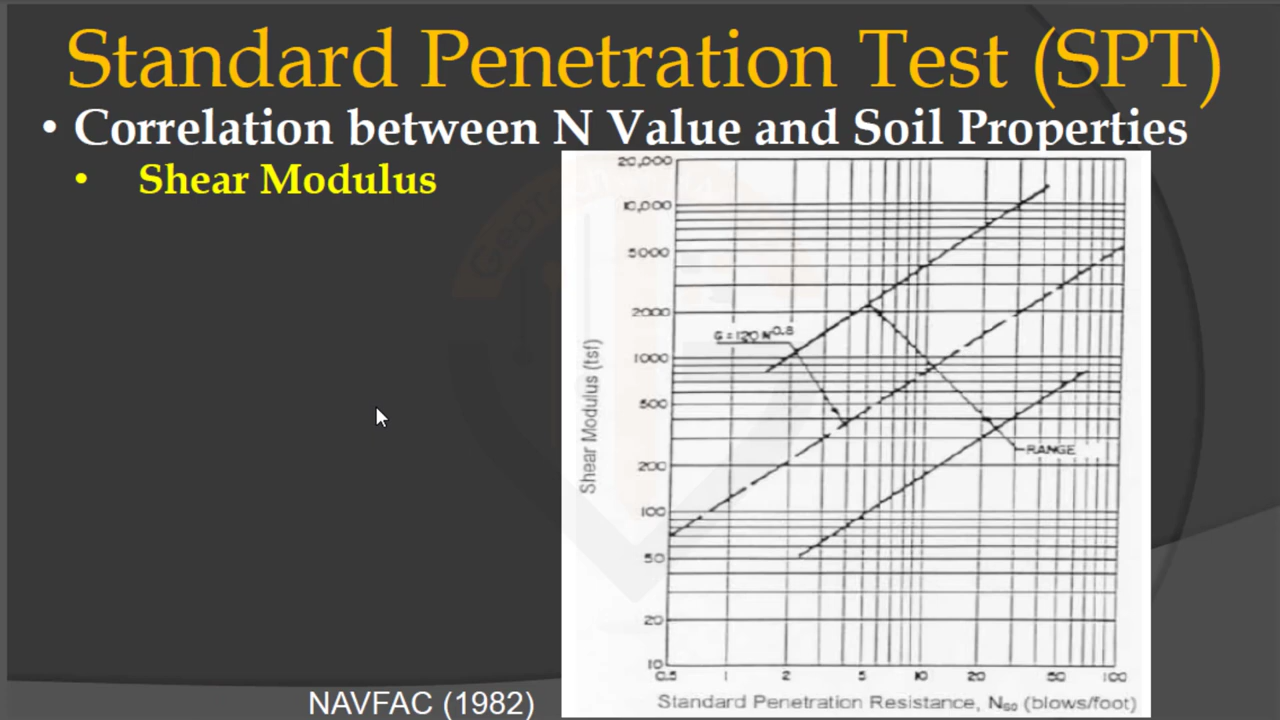 Standard Penetration Test (SPT)
• Correlation between N Value and Soil Properties
• Shear Modulus
20,000
10,000
5000
2000
1000
500
200
100
50
20
10
Shear Modulus (tsf)
G = 120 N^0.8
RANGE
0.5 1 2 5 10 20 50 100
Standard Penetration Resistance, N₆₀ (blows/foot)
NAVFAC (1982)